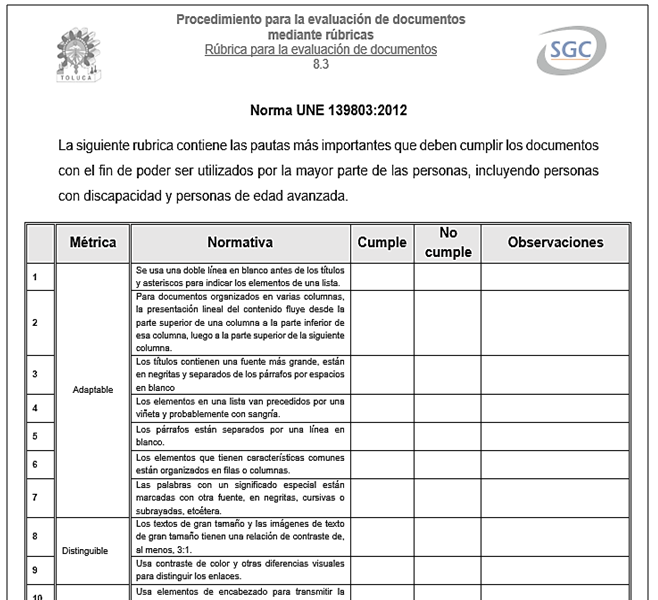 Procedimiento para la evaluación de documentos
mediante rúbricas
Rúbrica para la evaluación de documentos
8.3
TOLUCA
SGC
Norma UNE 139803:2012
La siguiente rubrica contiene las pautas más importantes que deben cumplir los documentos
con el fin de poder ser utilizados por la mayor parte de las personas, incluyendo personas
con discapacidad y personas de edad avanzada.
Métrica Normativa Cumple No cumple Observaciones
1
Se usa una doble línea en blanco antes de los títulos
y asteriscos para indicar los elementos de una lista.
2
Para documentos organizados en varias columnas,
la presentación lineal del contenido fluye desde la
parte superior de una columna a la parte inferior de
esa columna, luego a la parte superior de la siguiente
columna.
3
Adaptable
Los títulos contienen una fuente más grande, están
en negritas y separados de los párrafos por espacios
en blanco
4
Los elementos en una lista van precedidos por una
viñeta y probablemente con sangría.
5
Los párrafos están separados por una línea en
blanco.
6
Los elementos que tienen características comunes
están organizados en filas o columnas.
7
Las palabras con un significado especial están
marcadas con otra fuente, en negritas, cursivas o
subrayadas, etcétera.
8
Distinguible
Los textos de gran tamaño y las imágenes de texto
de gran tamaño tienen una relación de contraste de,
al menos, 3:1.
9
Usa contraste de color y otras diferencias visuales
para distinguir los enlaces.
10
Usa elementos de encabezado para transmitir la